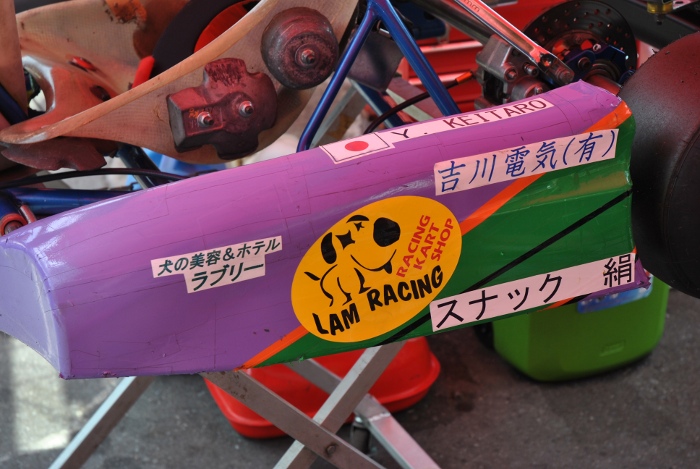 Y. KEITARO
吉川電気(有)
犬の美容&ホテル
ラブリー
RACING
KART
SHOP
LAM RACING
スナック 絹